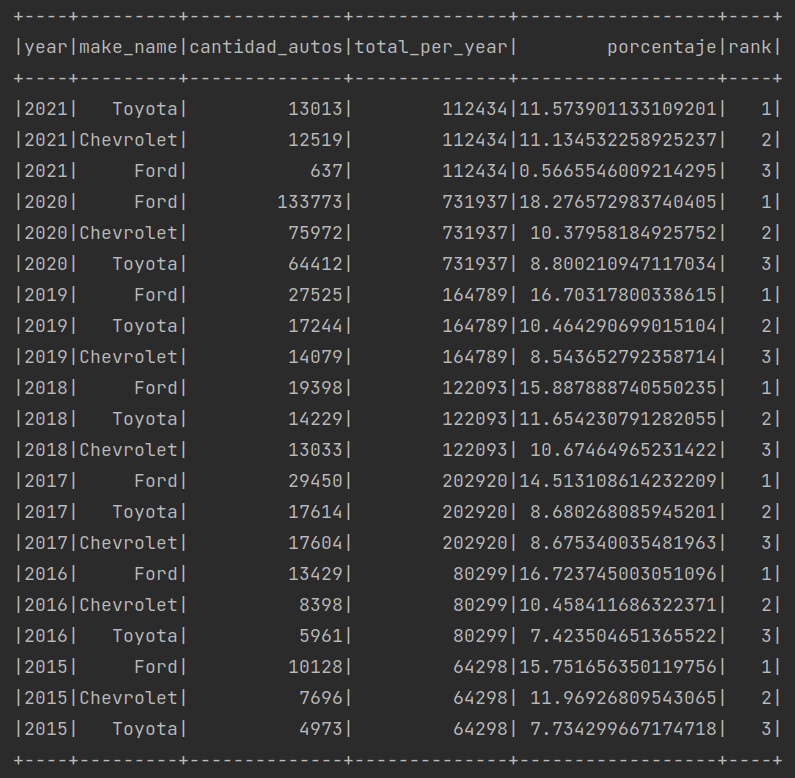 +----+---------+--------------+--------------+------------------+----+
|year|make_name|cantidad_autos|total_per_year|        porcentaje|rank|
+----+---------+--------------+--------------+------------------+----+
|2021|   Toyota|         13013|        112434|11.573901133109201|   1|
|2021|Chevrolet|         12519|        112434|11.134532258925237|   2|
|2021|     Ford|           637|        112434|0.5665546009214295|   3|
|2020|     Ford|        133773|        731937|18.276572983740405|   1|
|2020|Chevrolet|         75972|        731937| 10.37958184925752|   2|
|2020|   Toyota|         64412|        731937| 8.800210947117034|   3|
|2019|     Ford|         27525|        164789| 16.70317800338615|   1|
|2019|   Toyota|         17244|        164789|10.464290699015104|   2|
|2019|Chevrolet|         14079|        164789| 8.543652792358714|   3|
|2018|     Ford|         19398|        122093|15.887888740550235|   1|
|2018|   Toyota|         14229|        122093|11.654230791282055|   2|
|2018|Chevrolet|         13033|        122093| 10.67464965231422|   3|
|2017|     Ford|         29450|        202920|14.513108614232209|   1|
|2017|   Toyota|         17614|        202920| 8.680268085945201|   2|
|2017|Chevrolet|         17604|        202920| 8.675340035481963|   3|
|2016|     Ford|         13429|         80299|16.723745003051096|   1|
|2016|Chevrolet|          8398|         80299|10.458411686322371|   2|
|2016|   Toyota|          5961|         80299| 7.423504651365522|   3|
|2015|     Ford|         10128|         64298|15.751656350119756|   1|
|2015|Chevrolet|          7696|         64298| 11.96926809543065|   2|
|2015|   Toyota|          4973|         64298| 7.734299667174718|   3|
+----+---------+--------------+--------------+------------------+----+